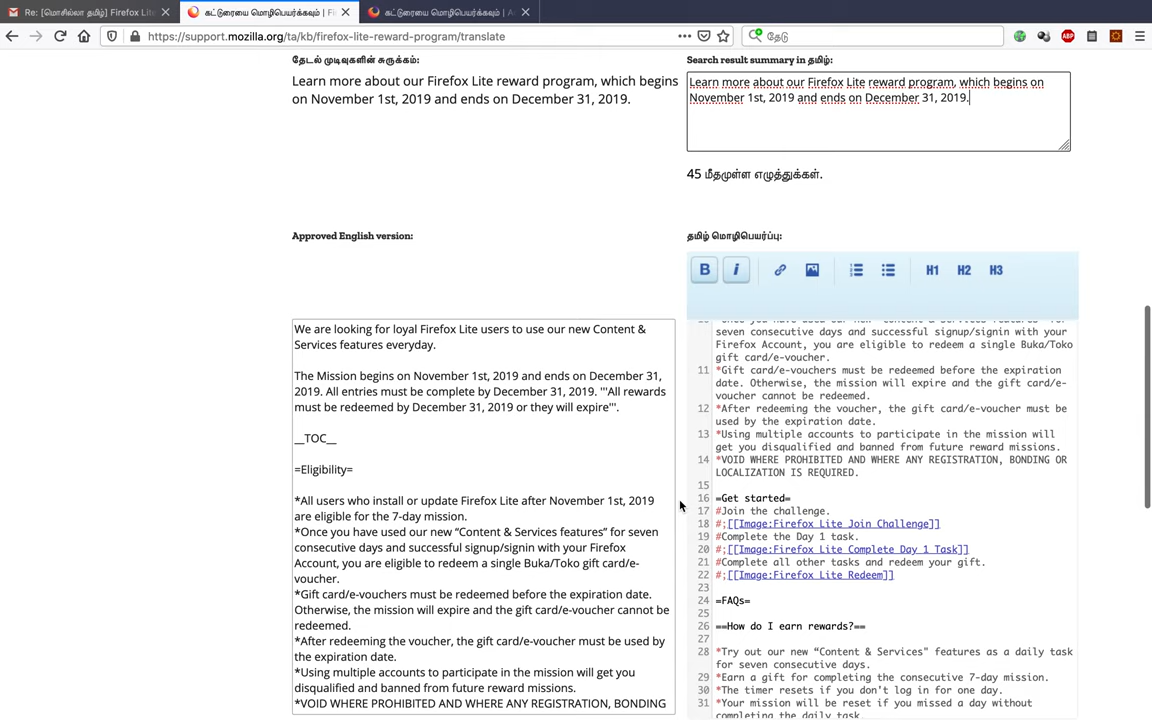 Re: [மொசில்லா தமிழ்] Firefox Lit
கட்டுரையை மொழிபெயர்க்கவும் | F
கட்டுரையை மொழிபெயர்க்கவும் | A
https://support.mozilla.org/ta/kb/firefox-lite-reward-program/translate
தேடு
ABP
தேடல் முடிவுகளின் சுருக்கம்:
Learn more about our Firefox Lite reward program, which begins
on November 1st, 2019 and ends on December 31, 2019.
Search result summary in தமிழ்:
Learn more about our Firefox Lite reward program, which begins on
November 1st, 2019 and ends on December 31, 2019.
45 மீதமுள்ள எழுத்துக்கள்.
Approved English version:
We are looking for loyal Firefox Lite users to use our new Content &
Services features everyday.
The Mission begins on November 1st, 2019 and ends on December 31,
2019. All entries must be complete by December 31, 2019. '''All rewards
must be redeemed by December 31, 2019 or they will expire'''.
__TOC__
=Eligibility=
*All users who install or update Firefox Lite after November 1st, 2019
are eligible for the 7-day mission.
*Once you have used our new “Content & Services features” for seven
consecutive days and successful signup/signin with your Firefox
Account, you are eligible to redeem a single Buka/Toko gift card/e-
voucher.
*Gift card/e-vouchers must be redeemed before the expiration date.
Otherwise, the mission will expire and the gift card/e-voucher cannot be
redeemed.
*After redeeming the voucher, the gift card/e-voucher must be used by
the expiration date.
*Using multiple accounts to participate in the mission will get you
disqualified and banned from future reward missions.
*VOID WHERE PROHIBITED AND WHERE ANY REGISTRATION, BONDING
தமிழ் மொழிபெயர்ப்பு:
B i H1 H2 H3
seven consecutive days and successful signup/signin with your
Firefox Account, you are eligible to redeem a single Buka/Toko
gift card/e-voucher.
11 *Gift card/e-vouchers must be redeemed before the expiration
date. Otherwise, the mission will expire and the gift card/e-
voucher cannot be redeemed.
12 *After redeeming the voucher, the gift card/e-voucher must be
used by the expiration date.
13 *Using multiple accounts to participate in the mission will
get you disqualified and banned from future reward missions.
14 *VOID WHERE PROHIBITED AND WHERE ANY REGISTRATION, BONDING OR
LOCALIZATION IS REQUIRED.
15
16 =Get started=
17 #Join the challenge.
18 #;[[Image:Firefox Lite Join Challenge]]
19 #Complete the Day 1 task.
20 #;[[Image:Firefox Lite Complete Day 1 Task]]
21 #Complete all other tasks and redeem your gift.
22 #;[[Image:Firefox Lite Redeem]]
23
24 =FAQs=
25
26 ==How do I earn rewards?==
27
28 *Try out our new “Content & Services” features as a daily task
for seven consecutive days.
29 *Earn a gift for completing the consecutive 7-day mission.
30 *The timer resets if you don't log in for one day.
31 *Your mission will be reset if you missed a day without
completing the daily task.